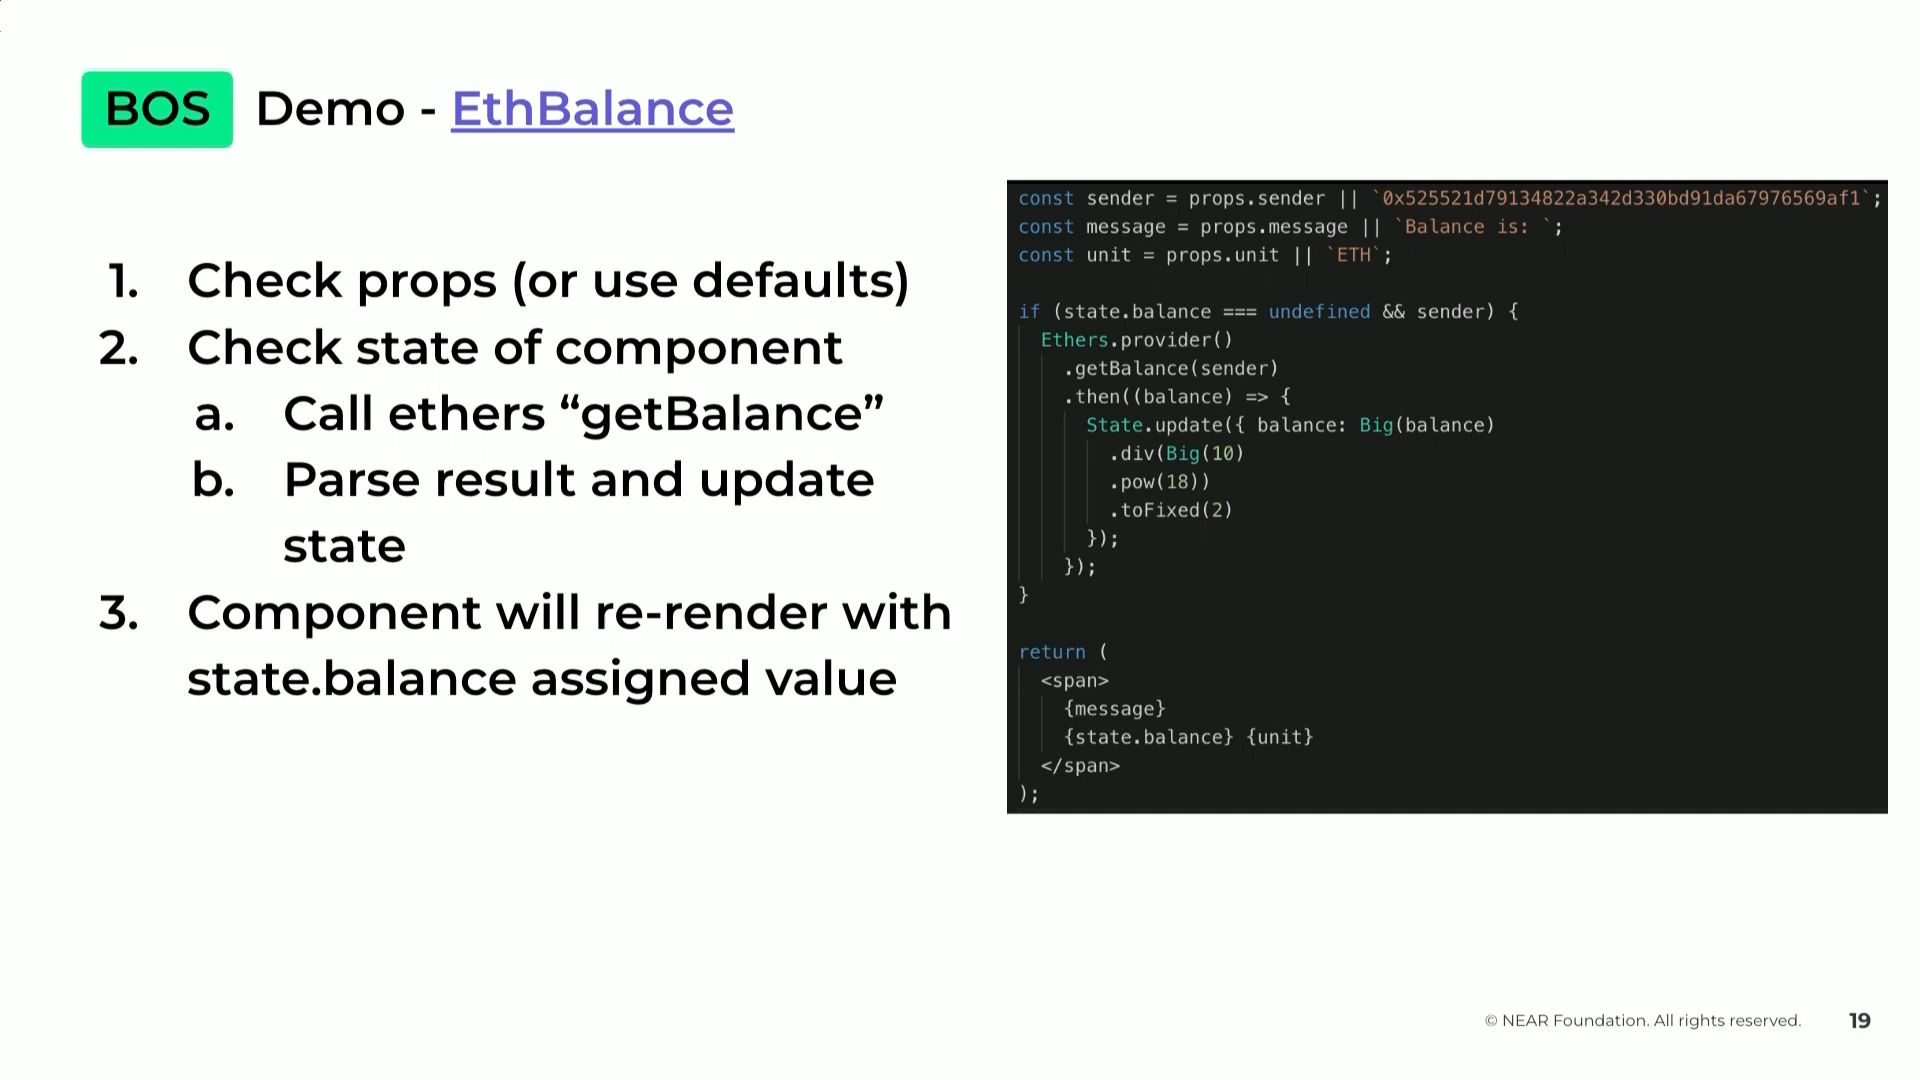 BOS Demo - EthBalance
1. Check props (or use defaults)
2. Check state of component
a. Call ethers “getBalance”
b. Parse result and update
state
3. Component will re-render with
state.balance assigned value
const sender = props.sender || `0x525521d79134822a342d330bd91da67976569af1`;
const message = props.message || `Balance is: `;
const unit = props.unit || `ETH`;
if (state.balance === undefined && sender) {
Ethers.provider()
.getBalance(sender)
.then((balance) => {
State.update({ balance: Big(balance)
.div(Big(10)
.pow(18))
.toFixed(2)
});
});
}
return (
<span>
{message}
{state.balance} {unit}
</span>
);
© NEAR Foundation. All rights reserved. 19